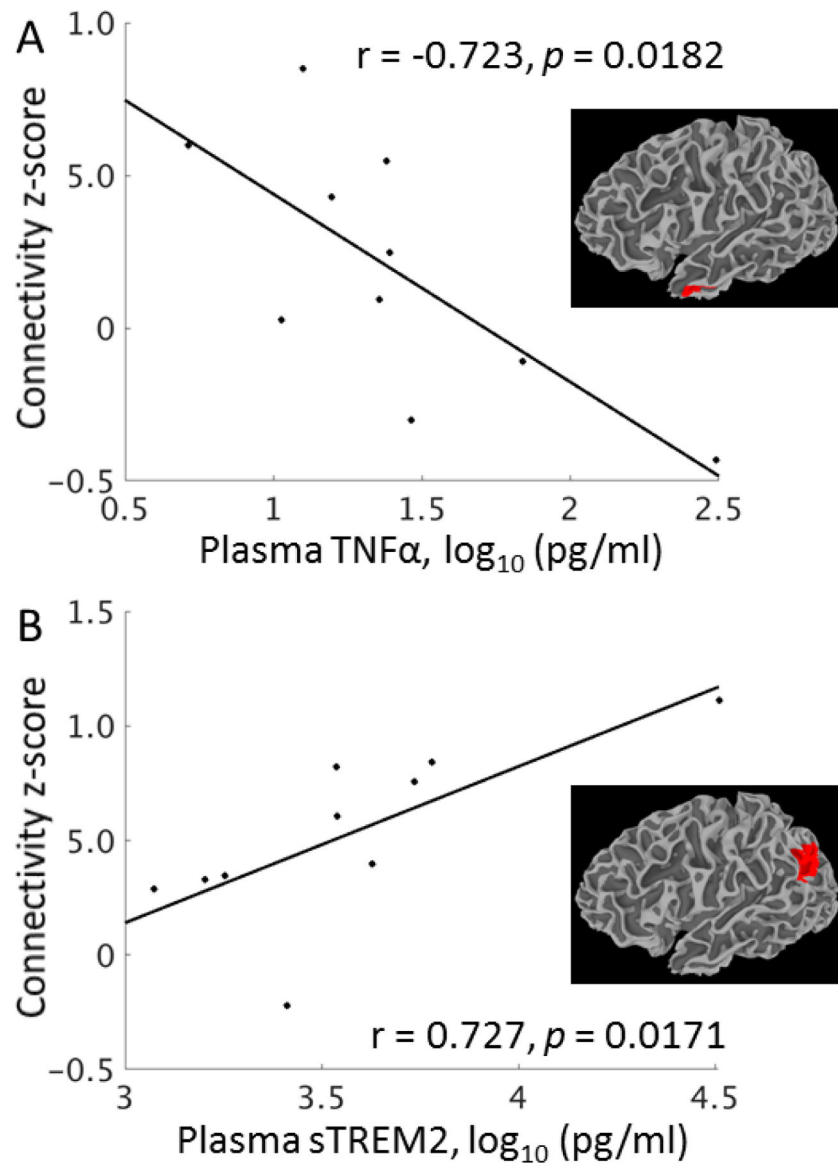 A
r = -0.723, p = 0.0182
Connectivity z-score
1.0
5.0
0
−0.5
0.5 1 1.5 2 2.5
Plasma TNFα, log₁₀ (pg/ml)
B
Connectivity z-score
1.5
1.0
5.0
0
−0.5
r = 0.727, p = 0.0171
3 3.5 4 4.5
Plasma sTREM2, log₁₀ (pg/ml)